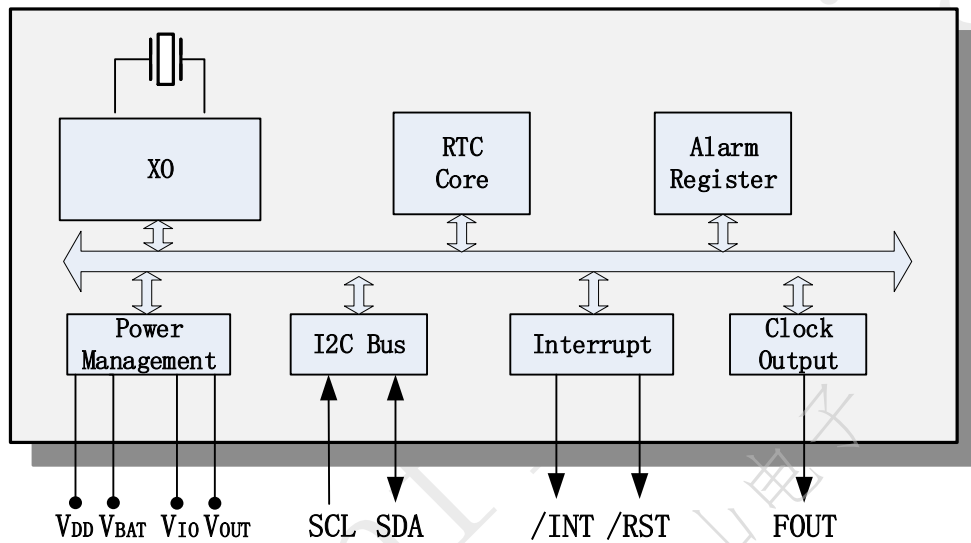 XO
RTC
Core
Alarm
Register
Power
Management
I2C Bus
Interrupt
Clock
Output
VDD VBAT VIO VOUT SCL SDA /INT /RST FOUT